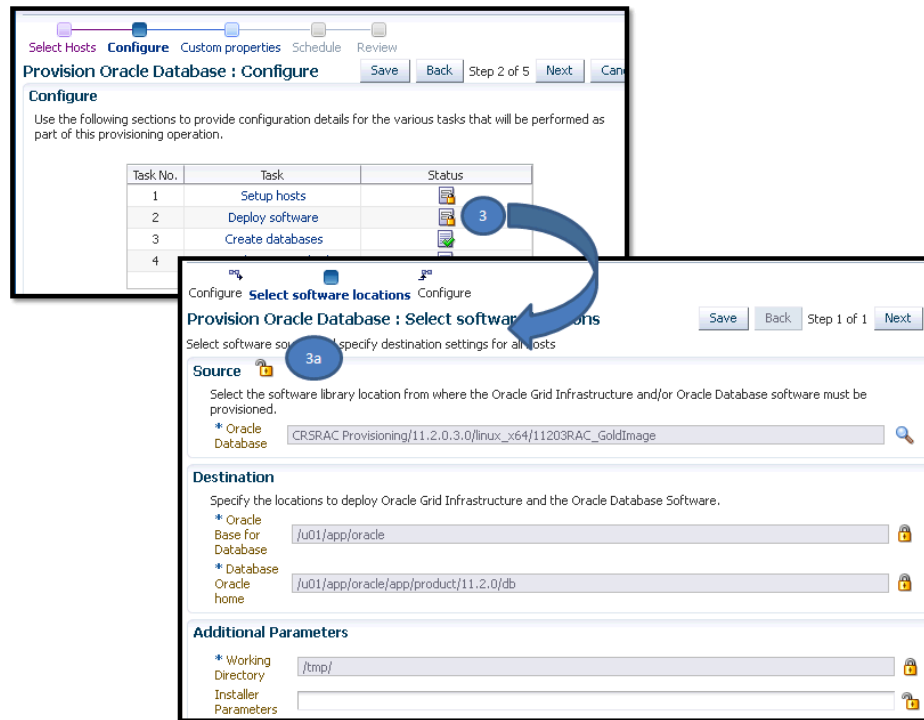 Select Hosts Configure Custom properties Schedule Review
Provision Oracle Database : Configure Save Back Step 2 of 5 Next Can
Configure
Use the following sections to provide configuration details for the various tasks that will be performed as
part of this provisioning operation.
Task No. Task Status
1 Setup hosts
2 Deploy software
3
3 Create databases
4
Configure Select software locations Configure
Provision Oracle Database : Select softwar ons Save Back Step 1 of 1 Next
Select software sou specify destination settings for all hosts
3a
Source
Select the software library location from where the Oracle Grid Infrastructure and/or Oracle Database software must be
provisioned.
* Oracle
Database
CRSRAC Provisioning/11.2.0.3.0/linux_x64/11203RAC_GoldImage
Destination
Specify the locations to deploy Oracle Grid Infrastructure and the Oracle Database Software.
* Oracle
Base for
Database
/u01/app/oracle
* Database
Oracle
home
/u01/app/oracle/app/product/11.2.0/db
Additional Parameters
* Working
Directory
/tmp/
Installer
Parameters